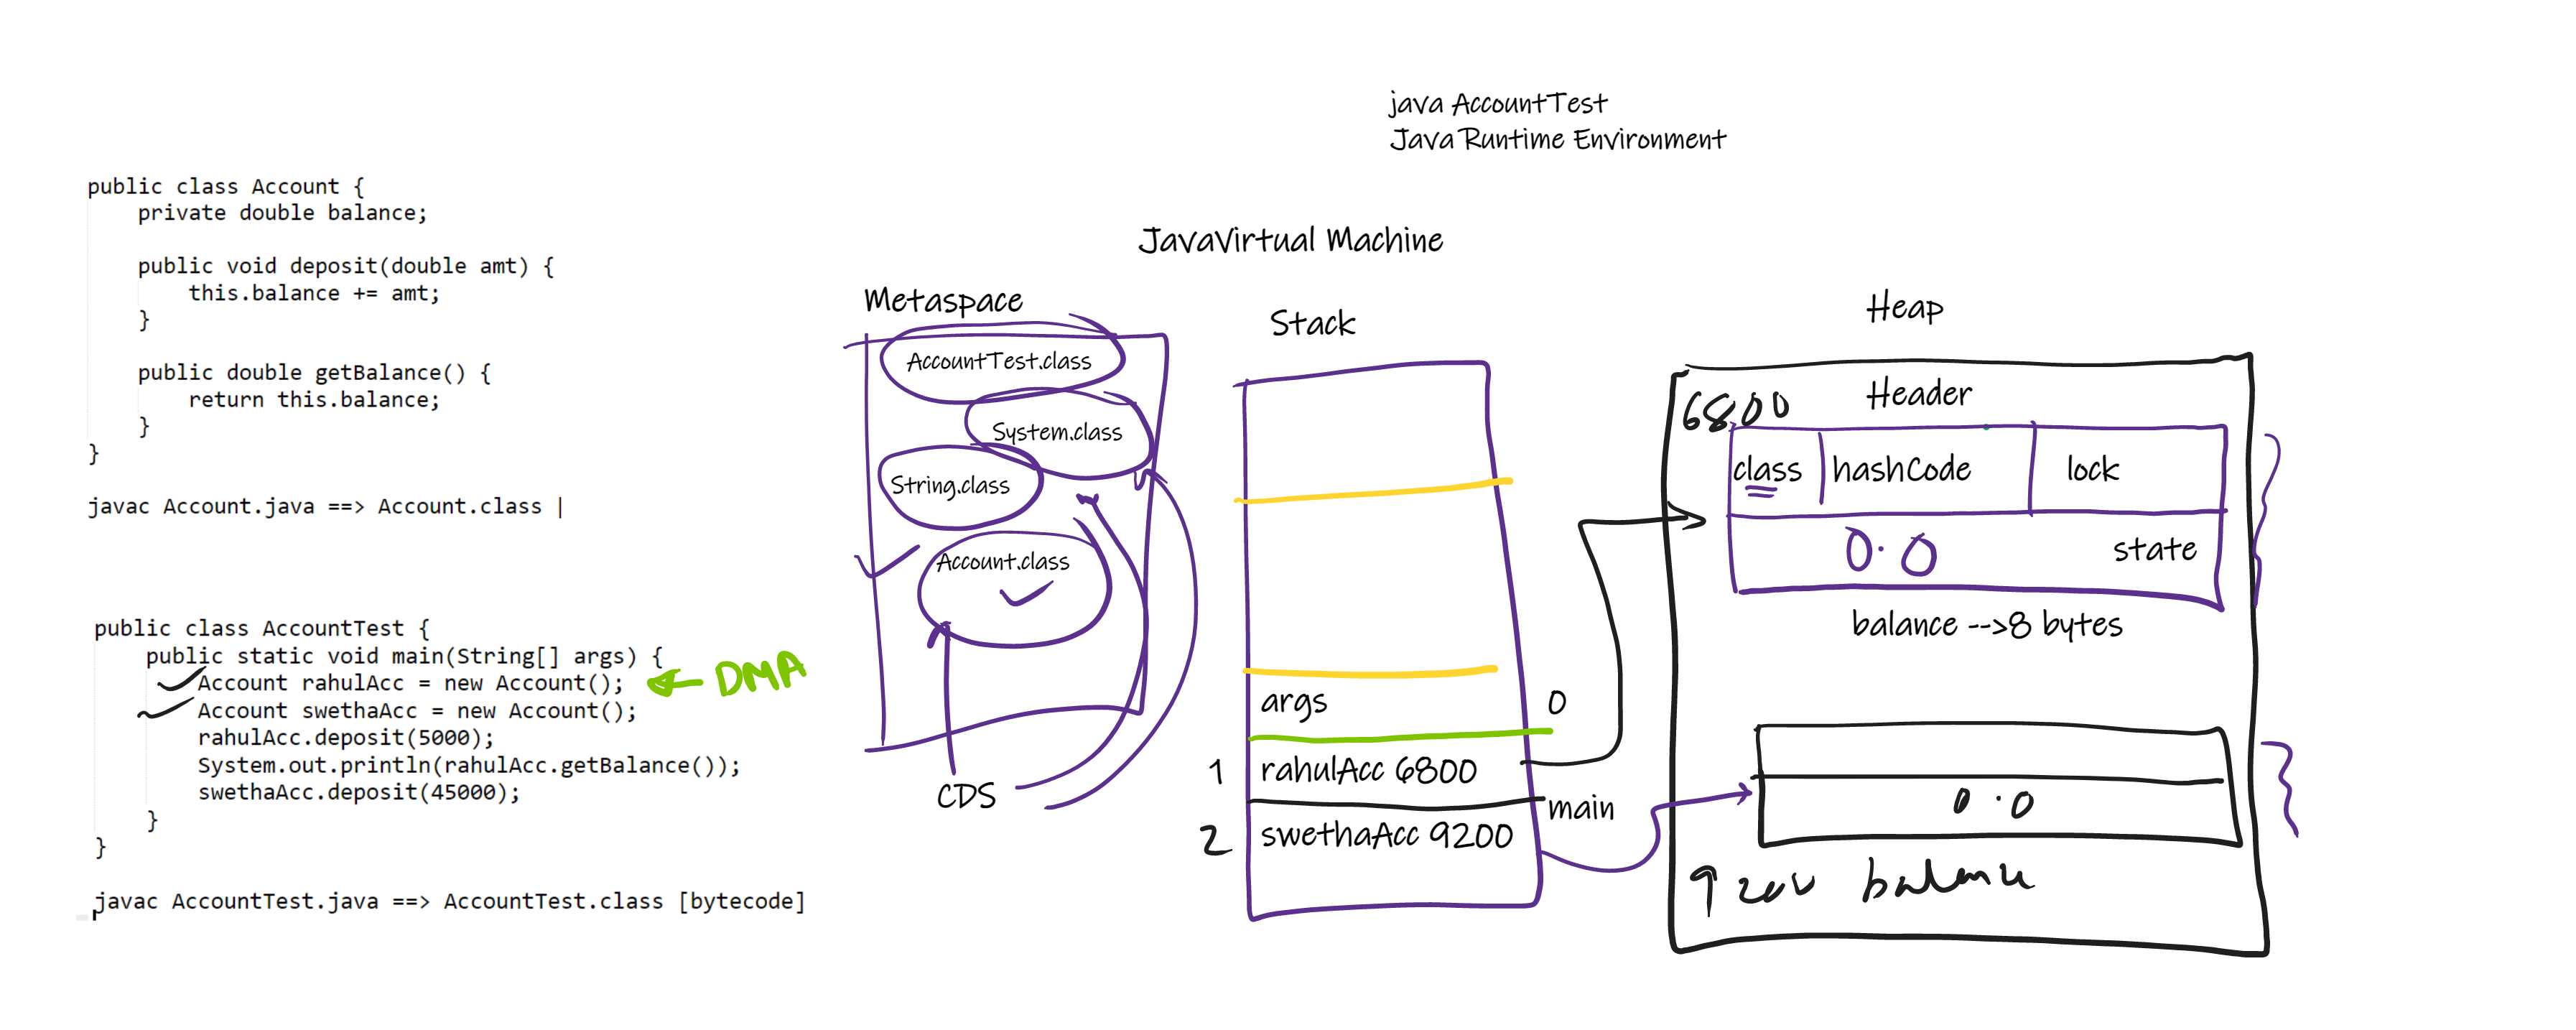 java AccountTest
Java Runtime Environment
public class Account {
private double balance;
public void deposit(double amt) {
this.balance += amt;
}
public double getBalance() {
return this.balance;
}
}
javac Account.java ==> Account.class |
public class AccountTest {
public static void main(String[] args) {
Account rahulAcc = new Account();
Account swethaAcc = new Account();
rahulAcc.deposit(5000);
System.out.println(rahulAcc.getBalance());
swethaAcc.deposit(45000);
}
}
javac AccountTest.java ==> AccountTest.class [bytecode]
DMA
JavaVirtual Machine
Metaspace
AccountTest.class
System.class
String.class
Account.class
CDS
Stack
args
0
1
rahulAcc 6800
main
2
swethaAcc 9200
Heap
6800
Header
class hashCode lock
0.0 state
balance -->8 bytes
0.0
balance